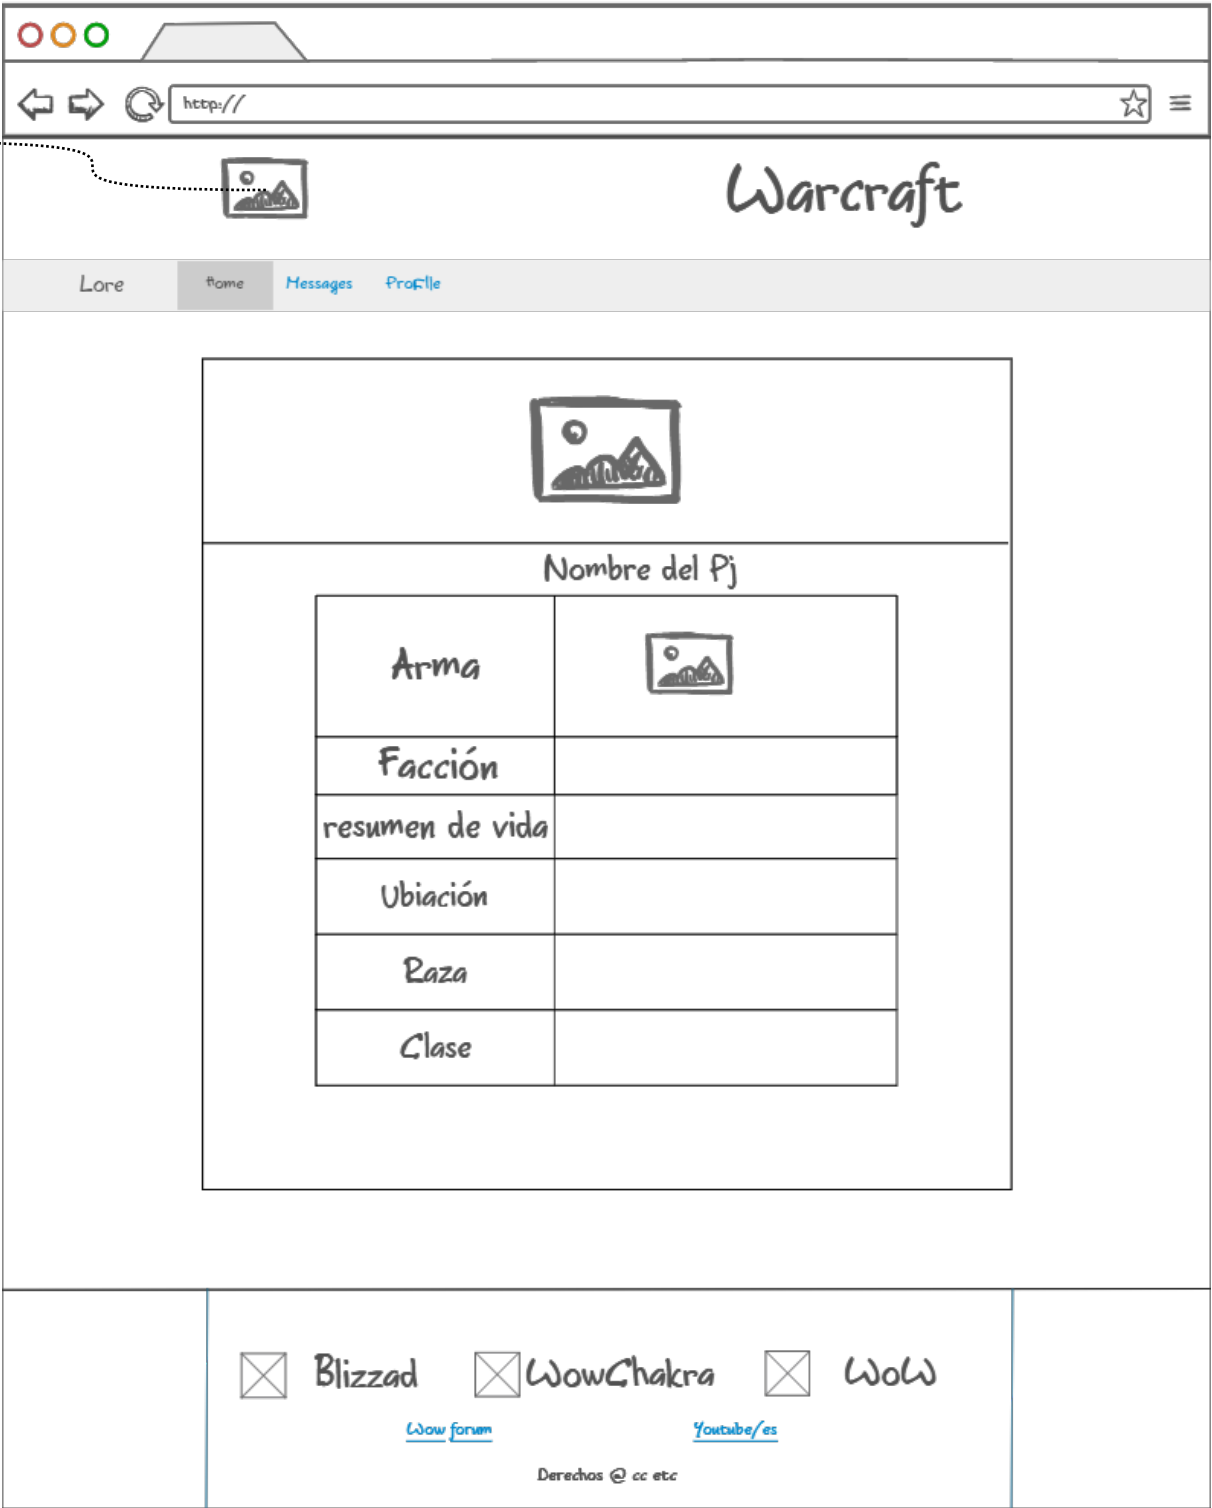 http://
Warcraft
Lore Home Messages Profile
Nombre del Pj
Arma
Facción
resumen de vida
Ubiación
Raza
Clase
Blizzad WowChakra WoW
Wow forum Youtube/es
Derechos @ cc etc